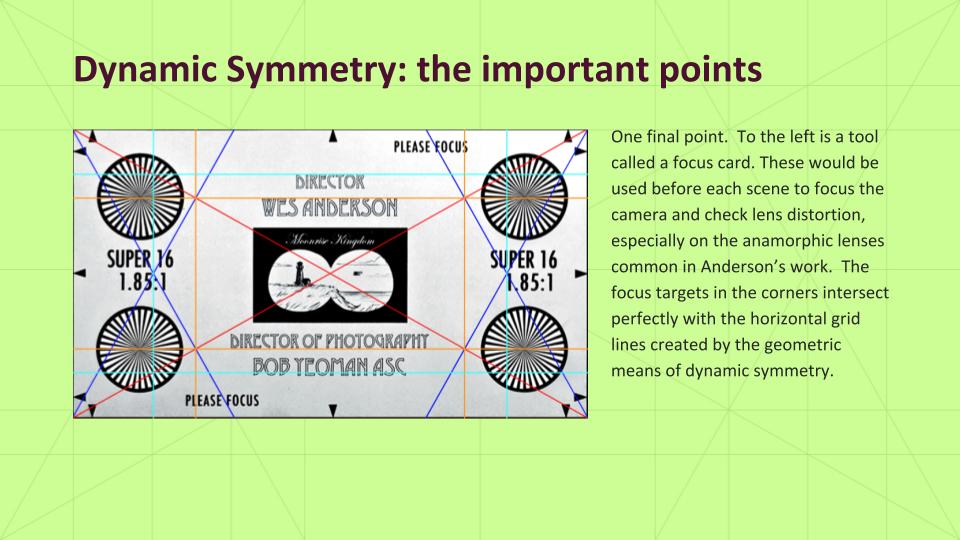 Dynamic Symmetry: the important points
PLEASE FOCUS
DIRECTOR
WES ANDERSON
Moonrise Kingdom
SUPER 16
1.85:1
SUPER 16
1.85:1
DIRECTOR OF PHOTOGRAPHY
BOB YEOMAN ASC
PLEASE FOCUS
One final point.  To the left is a tool
called a focus card. These would be
used before each scene to focus the
camera and check lens distortion,
especially on the anamorphic lenses
common in Anderson’s work.  The
focus targets in the corners intersect
perfectly with the horizontal grid
lines created by the geometric
means of dynamic symmetry.